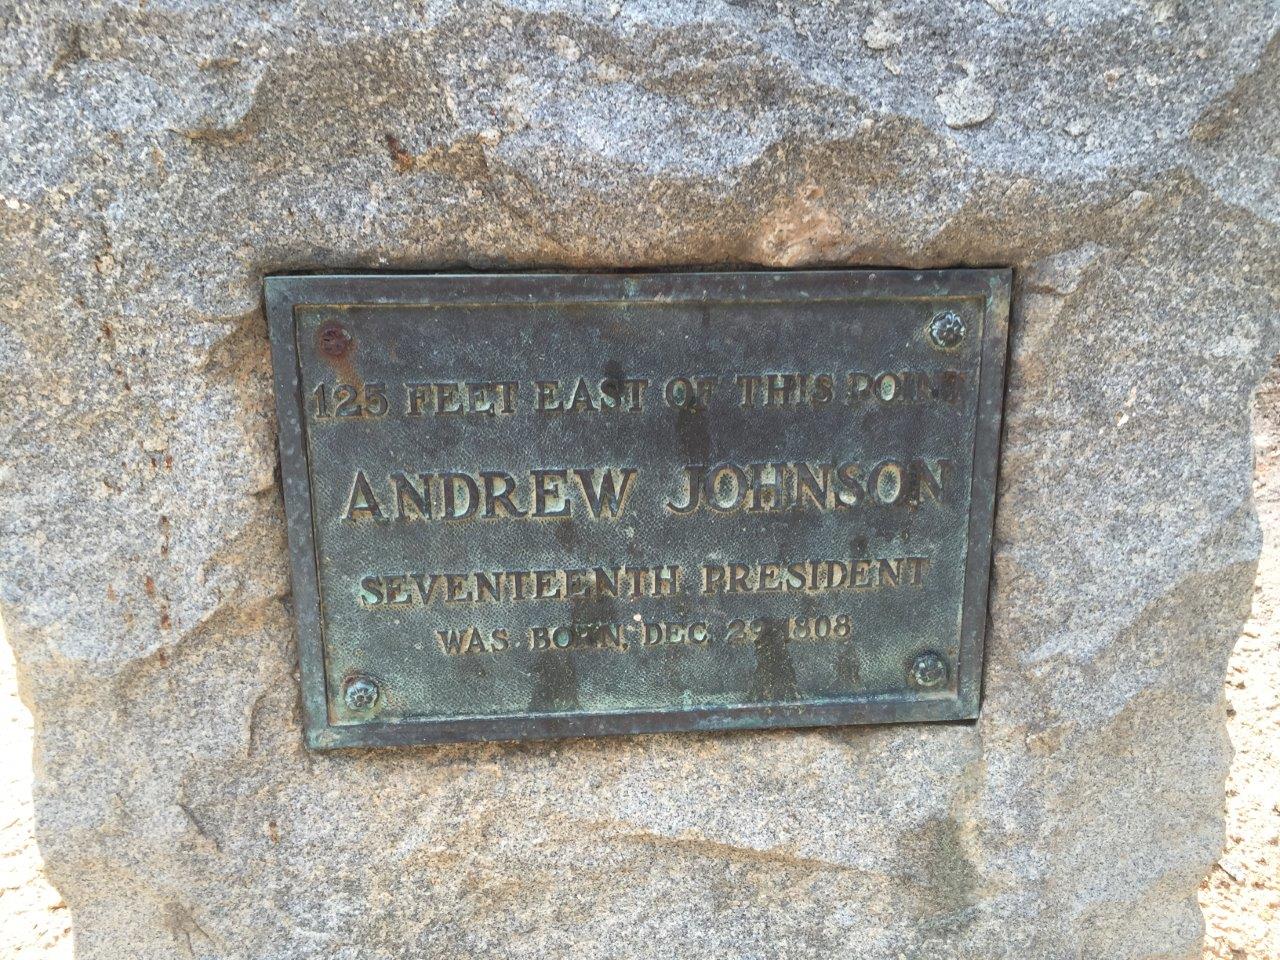 125 FEET EAST OF THIS POINT
ANDREW JOHNSON
SEVENTEENTH PRESIDENT
WAS BORN, DEC 29, 1808